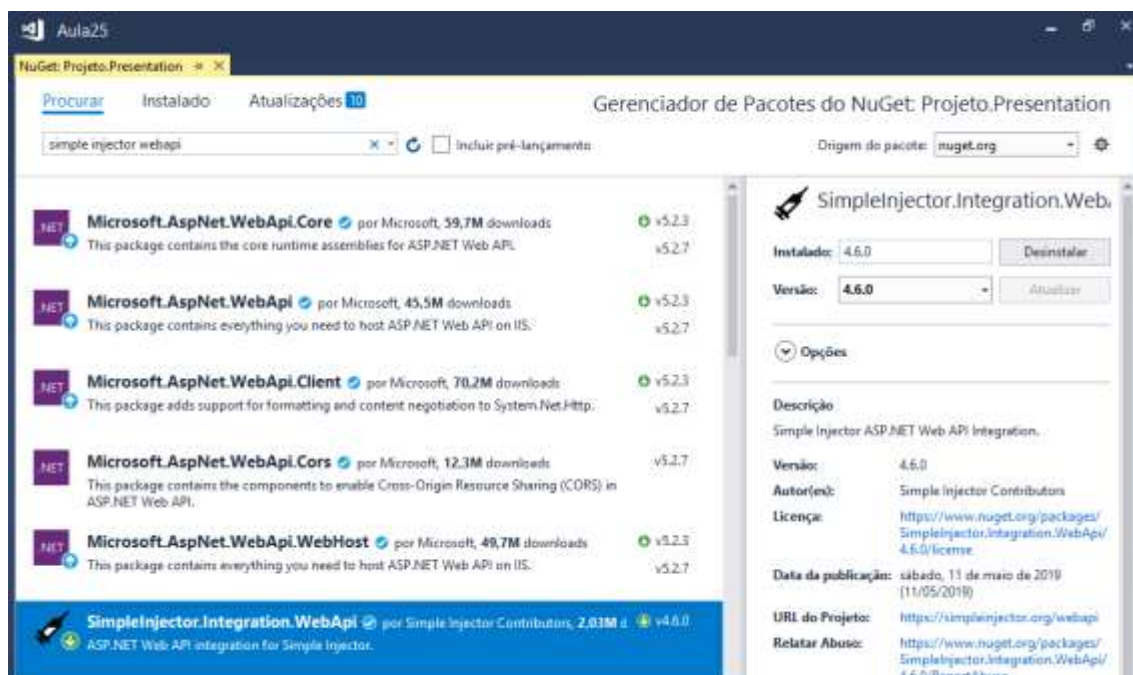 Aula25
NuGet: Projeto.Presentation
Procurar Instalado Atualizações 10
Gerenciador de Pacotes do NuGet: Projeto.Presentation
simple injector webapi
Incluir pré-lançamento
Origem do pacote: nuget.org
.NET
Microsoft.AspNet.WebApi.Core por Microsoft, 59,7M downloads v5.2.3
This package contains the core runtime assemblies for ASP.NET Web API. v5.2.7
.NET
Microsoft.AspNet.WebApi por Microsoft, 45,5M downloads v5.2.3
This package contains everything you need to host ASP.NET Web API on IIS. v5.2.7
.NET
Microsoft.AspNet.WebApi.Client por Microsoft, 70,2M downloads v5.2.3
This package adds support for formatting and content negotiation to System.Net.Http. v5.2.7
.NET
Microsoft.AspNet.WebApi.Cors por Microsoft, 12,3M downloads v5.2.7
This package contains the components to enable Cross-Origin Resource Sharing (CORS) in
ASP.NET Web API.
.NET
Microsoft.AspNet.WebApi.WebHost por Microsoft, 49,7M downloads v5.2.3
This package contains everything you need to host ASP.NET Web API on IIS. v5.2.7
SimpleInjector.Integration.WebApi por Simple Injector Contributors, 2,03M d v4.6.0
ASP.NET Web API integration for Simple Injector.
SimpleInjector.Integration.Web
Instalado: 4.6.0 Desinstalar
Versão: 4.6.0 Atualizar
Opções
Descrição
Simple Injector ASP.NET Web API Integration.
Versão: 4.6.0
Autor(es): Simple Injector Contributors
Licença: https://www.nuget.org/packages/
SimpleInjector.Integration.WebApi/
4.6.0/license
Data da publicação: sábado, 11 de maio de 2019
(11/05/2019)
URL do Projeto: https://simpleinjector.org/webapi
Relatar Abuso: https://www.nuget.org/packages/
SimpleInjector.Integration.WebApi/
4.6.0/ReportAbuse